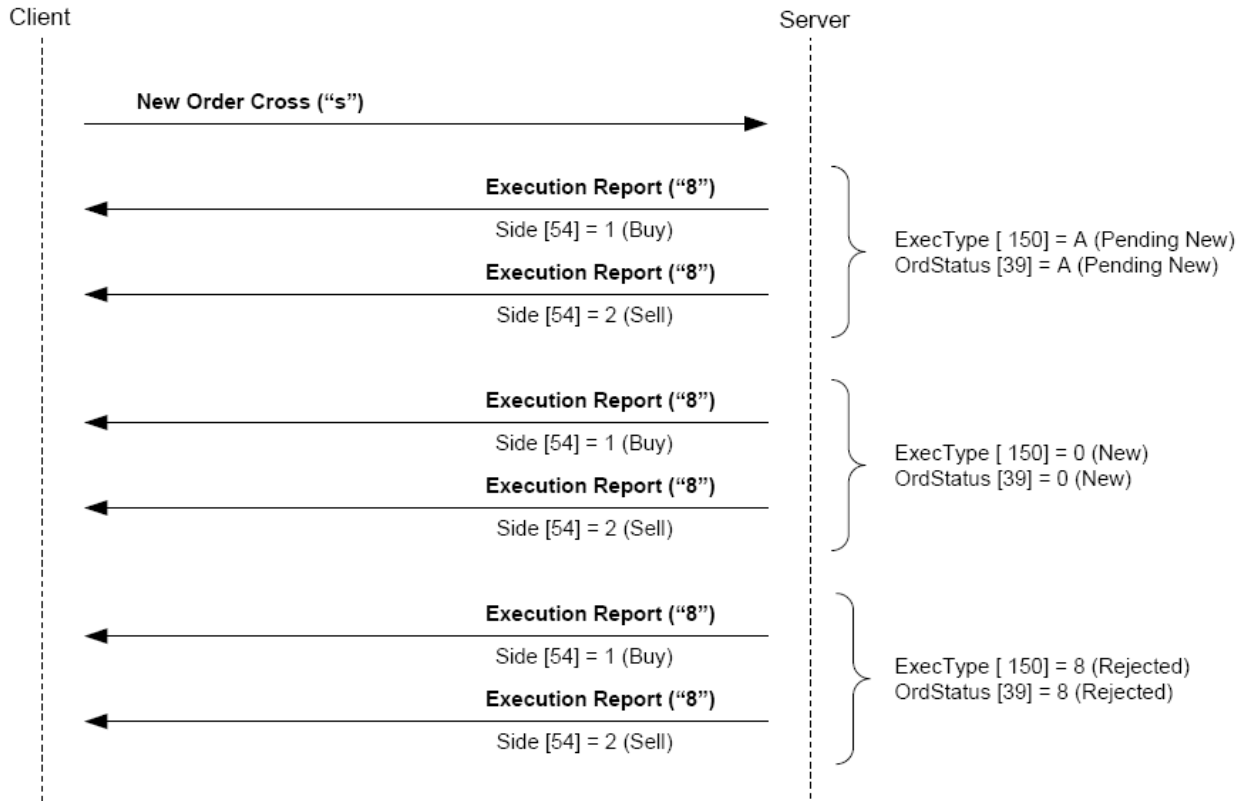 Client
Server
New Order Cross (“s”)
Execution Report (“8”)
Side [54] = 1 (Buy)
Execution Report (“8”)
Side [54] = 2 (Sell)
ExecType [ 150] = A (Pending New)
OrdStatus [39] = A (Pending New)
Execution Report (“8”)
Side [54] = 1 (Buy)
Execution Report (“8”)
Side [54] = 2 (Sell)
ExecType [ 150] = 0 (New)
OrdStatus [39] = 0 (New)
Execution Report (“8”)
Side [54] = 1 (Buy)
Execution Report (“8”)
Side [54] = 2 (Sell)
ExecType [ 150] = 8 (Rejected)
OrdStatus [39] = 8 (Rejected)